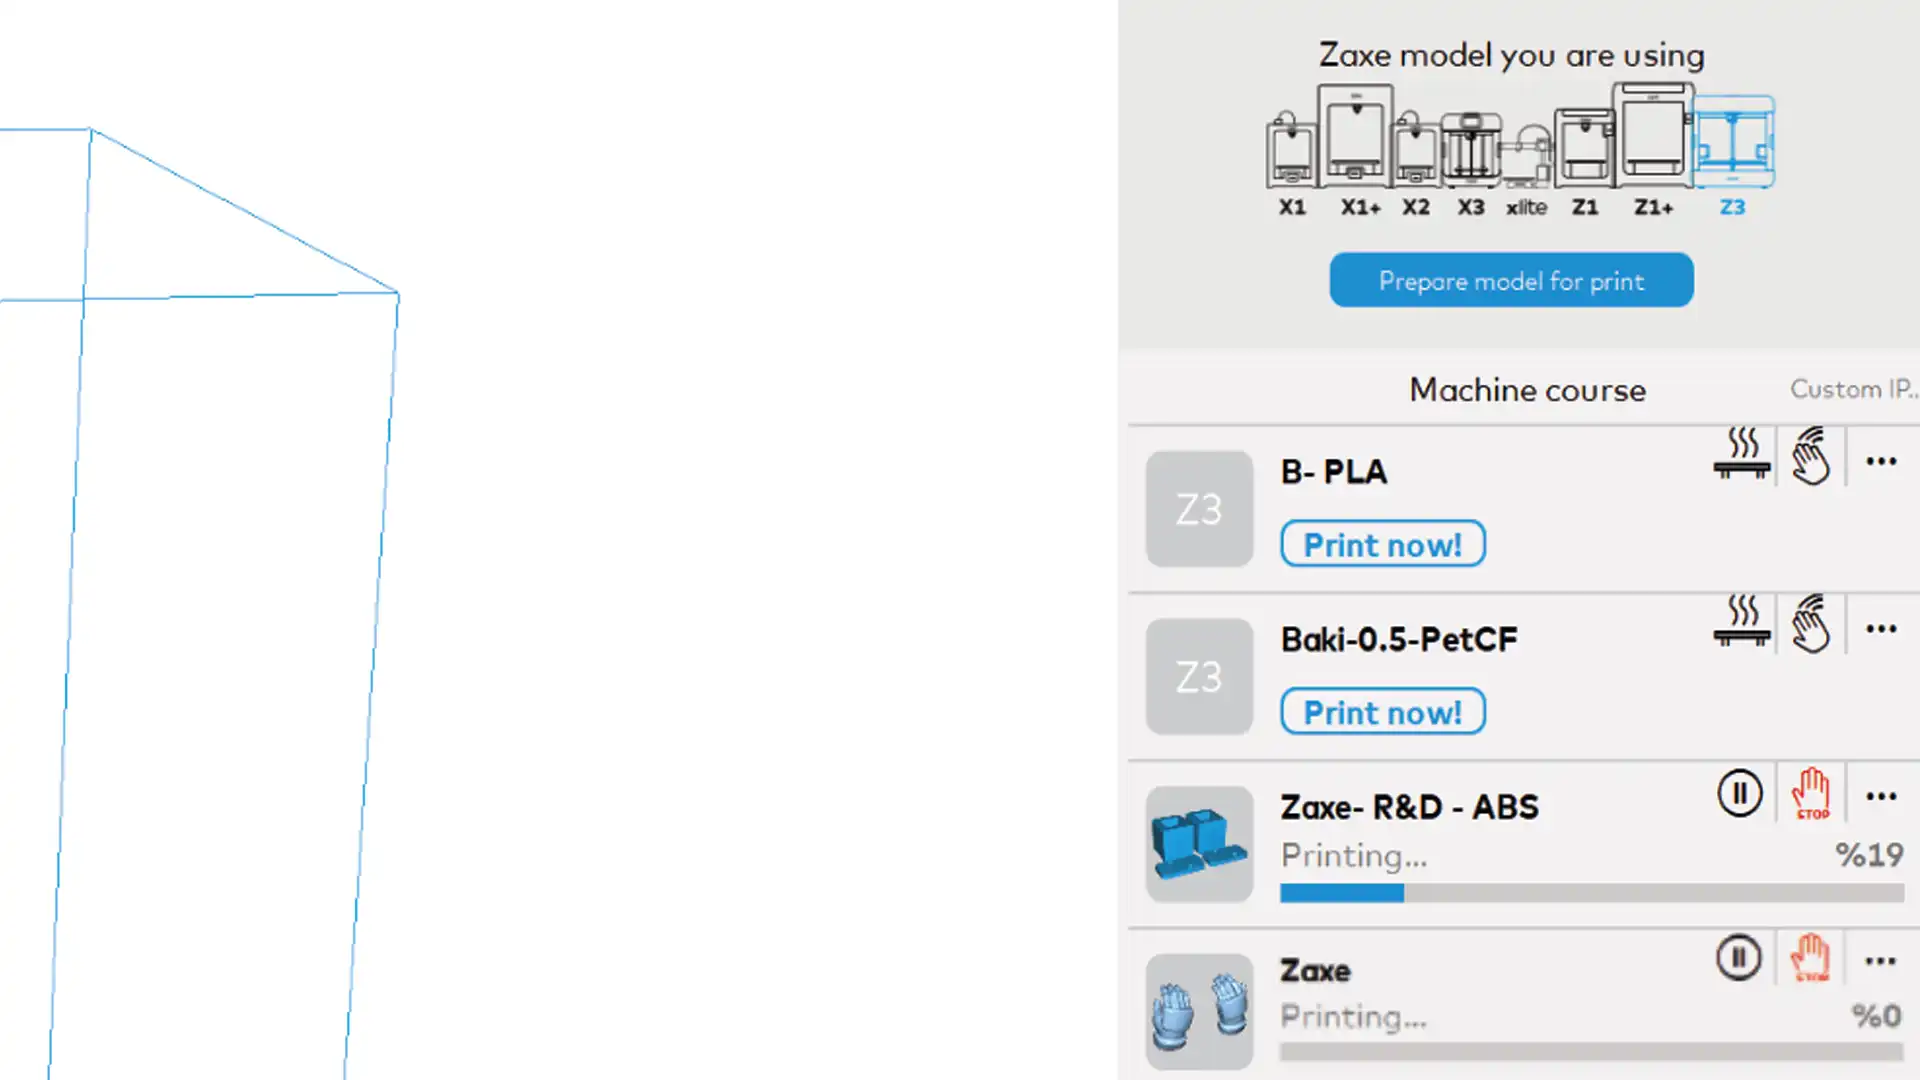 Zaxe model you are using
X1 X1+ X2 X3 xlite Z1 Z1+ Z3
Prepare model for print
Machine course
Custom IP..
Z3
B- PLA
Print now!
Z3
Baki-0.5-PetCF
Print now!
Zaxe- R&D - ABS
STOP
Printing...
%19
Zaxe
STOP
Printing...
%0